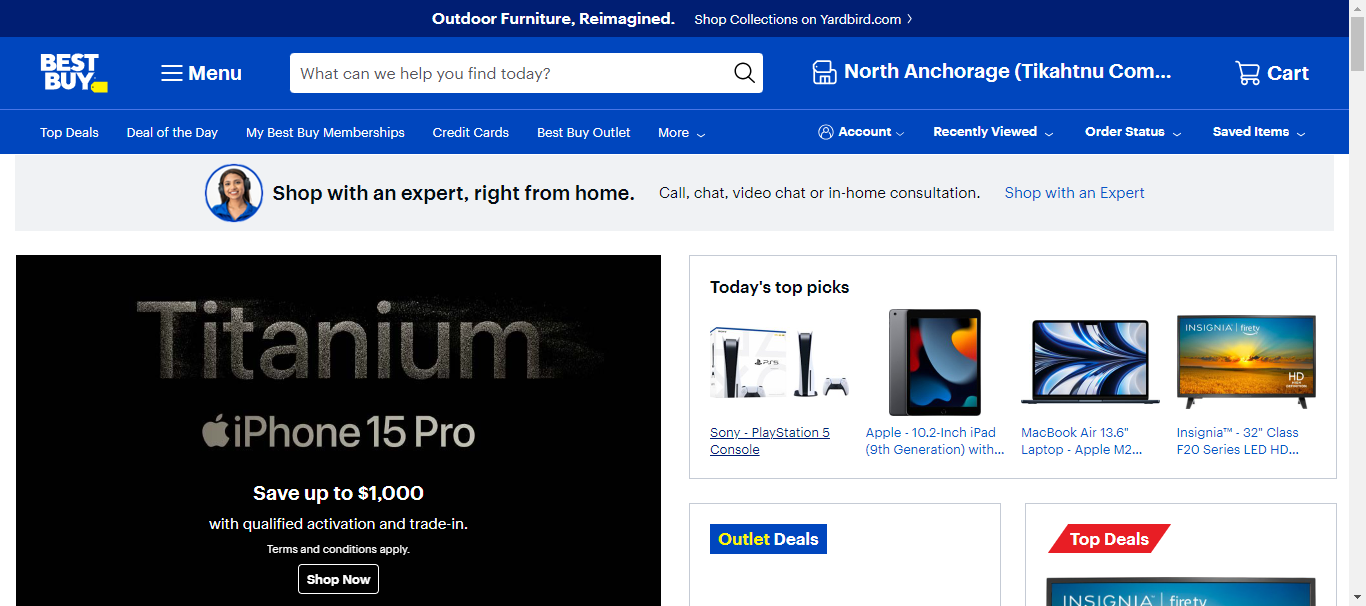 Outdoor Furniture, Reimagined. Shop Collections on Yardbird.com
BEST BUY
Menu
What can we help you find today?
North Anchorage (Tikahtnu Com...
Cart
Top Deals
Deal of the Day
My Best Buy Memberships
Credit Cards
Best Buy Outlet
More
Account
Recently Viewed
Order Status
Saved Items
Shop with an expert, right from home. Call, chat, video chat or in-home consultation. Shop with an Expert
Titanium
iPhone 15 Pro
Save up to $1,000
with qualified activation and trade-in.
Terms and conditions apply.
Shop Now
Today's top picks
PS5
Sony - PlayStation 5
Console
Apple - 10.2-Inch iPad
(9th Generation) with...
MacBook Air 13.6"
Laptop - Apple M2...
INSIGNIA | firetv
HD
Insignia™ - 32" Class
F20 Series LED HD...
Outlet Deals
Top Deals
INSIGNIA™ | firetv